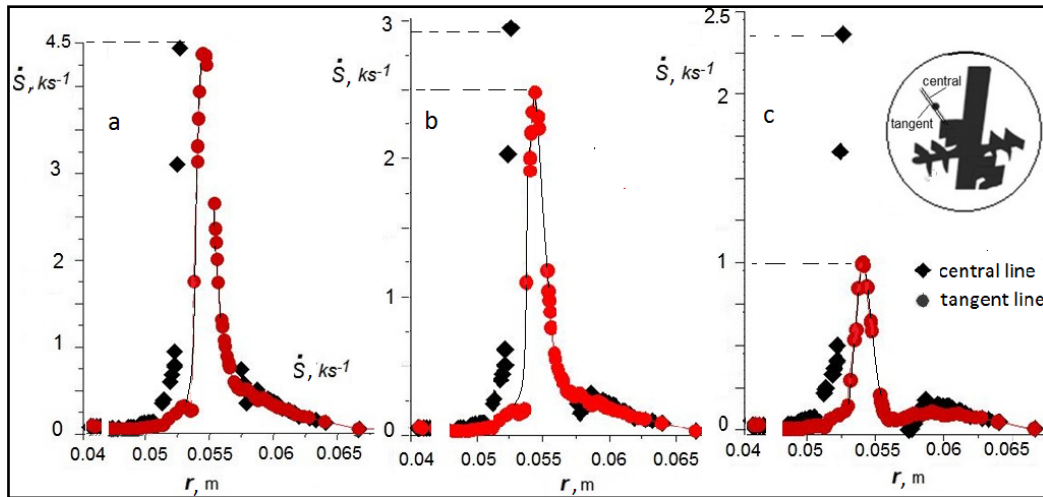 4.5
Ṡ, ks⁻¹
a
3
2
1
0
Ṡ, ks⁻¹
0.04 0.05 0.055 0.06 0.065
r, m
3
Ṡ, ks⁻¹
b
2
1
0
0.04 0.05 0.055 0.06 0.065
r, m
2.5
Ṡ, ks⁻¹
2
c
1
0
central
tangent
central line
tangent line
0.04 0.05 0.055 0.06 0.065
r, m